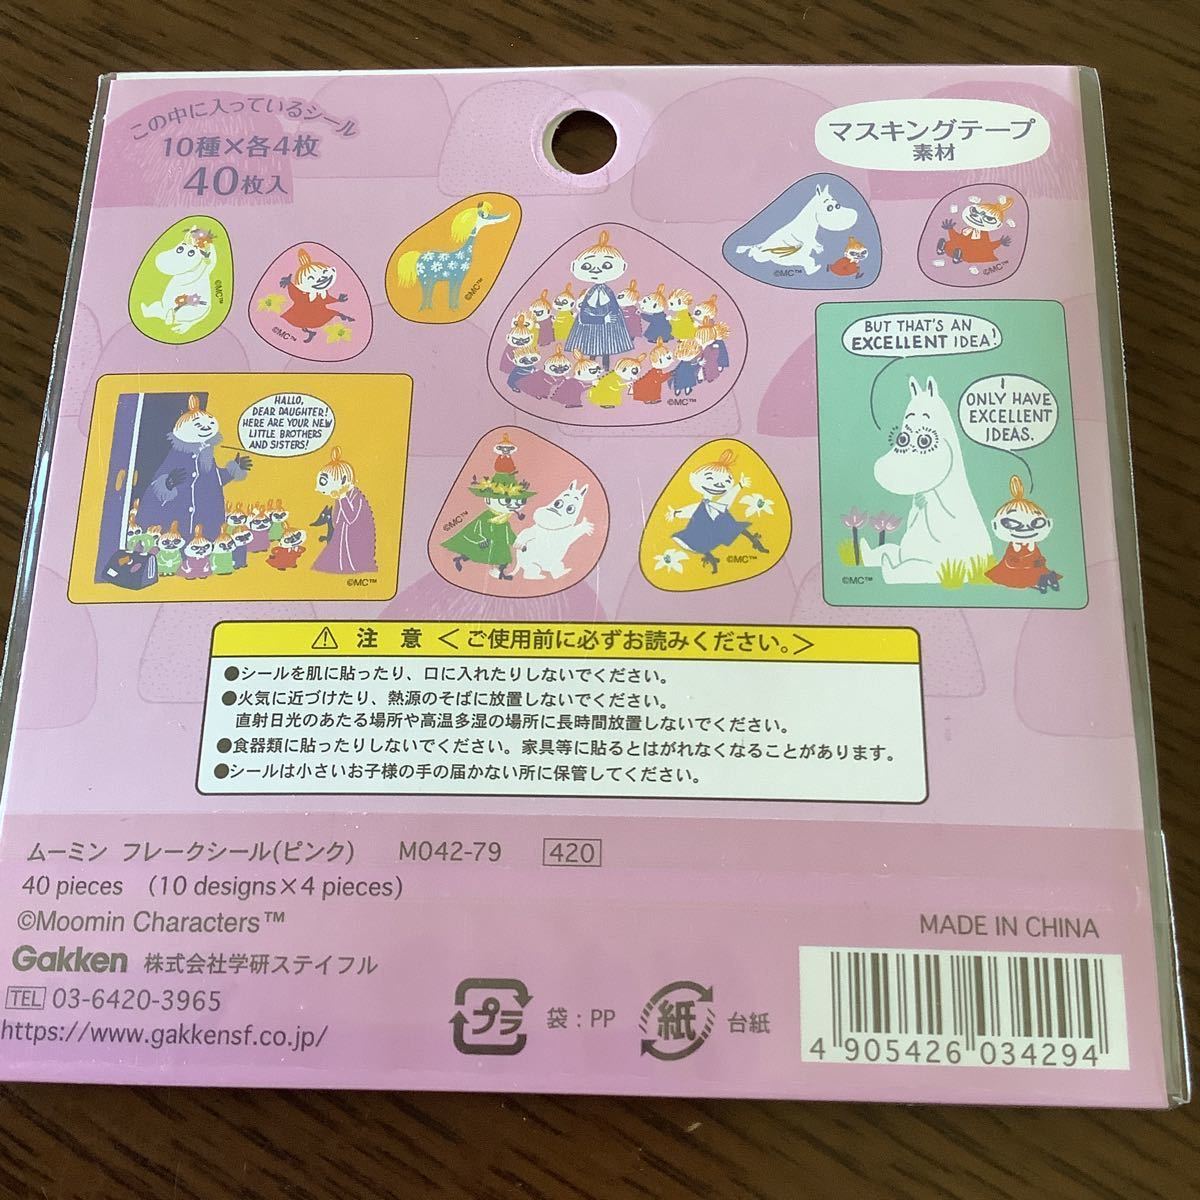 この中に入っているシール
10種×各4枚
40枚入
マスキングテープ
素材
©MC™
©MC™
©MC™
©MC™
©MC™
©MC™
BUT THAT'S AN
EXCELLENT IDEA!
I
ONLY HAVE
EXCELLENT
IDEAS.
©MC™
HALLO,
DEAR DAUGHTER!
HERE ARE YOUR NEW
LITTLE BROTHERS
AND SISTERS!
©MC™
©MC™
©MC™
⚠ 注 意 <ご使用前に必ずお読みください。>
●シールを肌に貼ったり、口に入れたりしないでください。
●火気に近づけたり、熱源のそばに放置しないでください。
直射日光のあたる場所や高温多湿の場所に長時間放置しないでください。
●食器類に貼ったりしないでください。家具等に貼るとはがれなくなることがあります。
●シールは小さいお子様の手の届かない所に保管してください。
ムーミン フレークシール(ピンク) M042-79 420
40 pieces (10 designs×4 pieces)
©Moomin Characters™
MADE IN CHINA
Gakken 株式会社学研ステイフル
TEL 03-6420-3965
https://www.gakkensf.co.jp/
プラ 袋:PP 紙 台紙
4 905426 034294